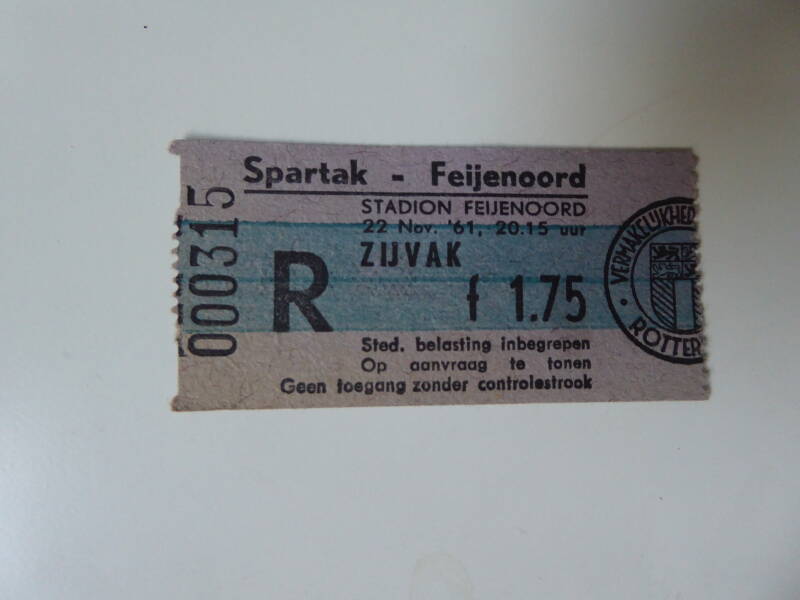 Spartak - Feijenoord
STADION FEIJENOORD
22 Nov. '61, 20.15 uur
ZIJVAK
R
f 1.75
Sted. belasting inbegrepen
Op aanvraag te tonen
Geen toegang zonder controlestrook
000315
VERMAKELIJKHED
ROTTER